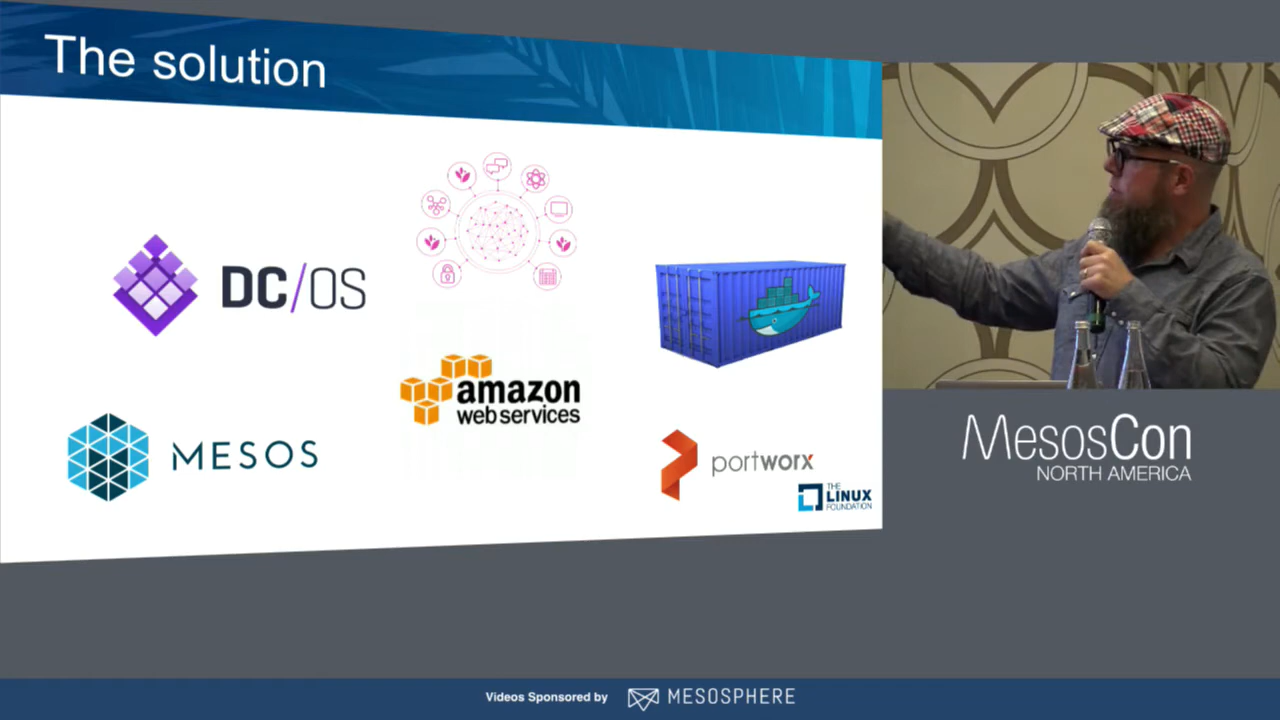 The solution
DC/OS
amazon
web services
MESOS
portworx
THE
LINUX
FOUNDATION
MesosCon
NORTH AMERICA
Videos Sponsored by MESOSPHERE